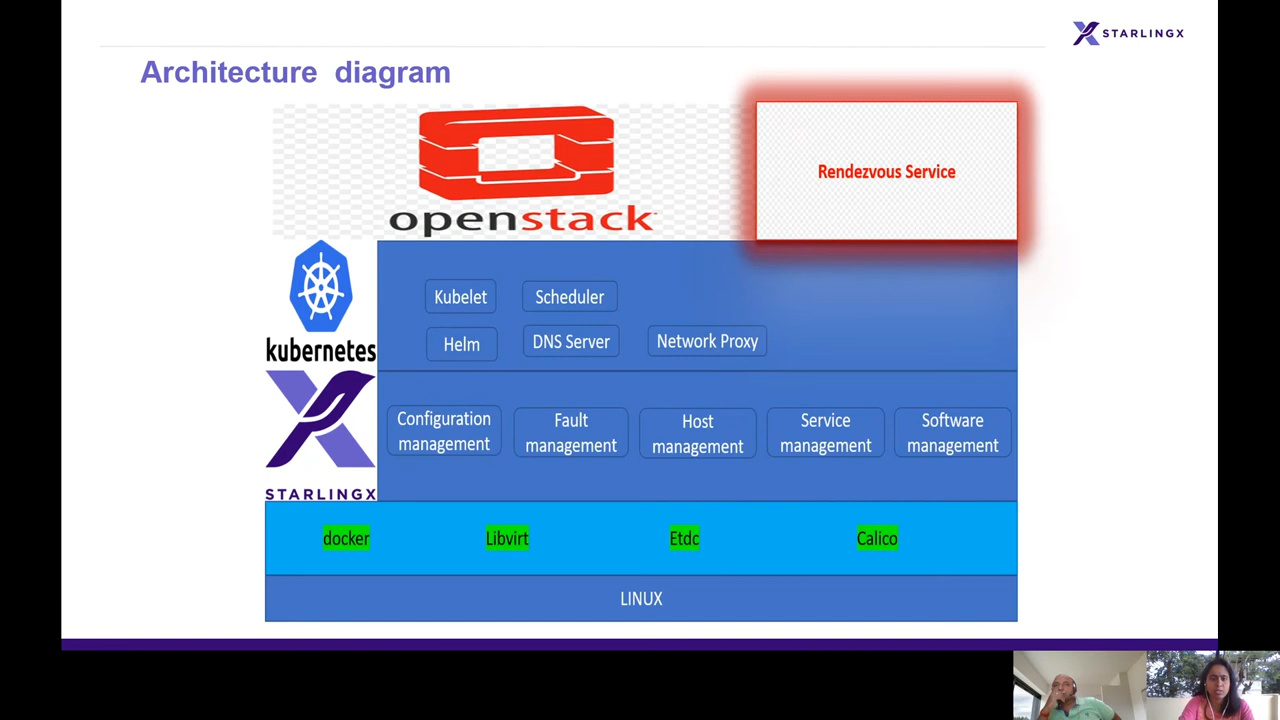 STARLINGX
Architecture diagram
openstack
Rendezvous Service
kubernetes
Kubelet
Scheduler
Helm
DNS Server
Network Proxy
STARLINGX
Configuration
management
Fault
management
Host
management
Service
management
Software
management
docker
Libvirt
Etdc
Calico
LINUX